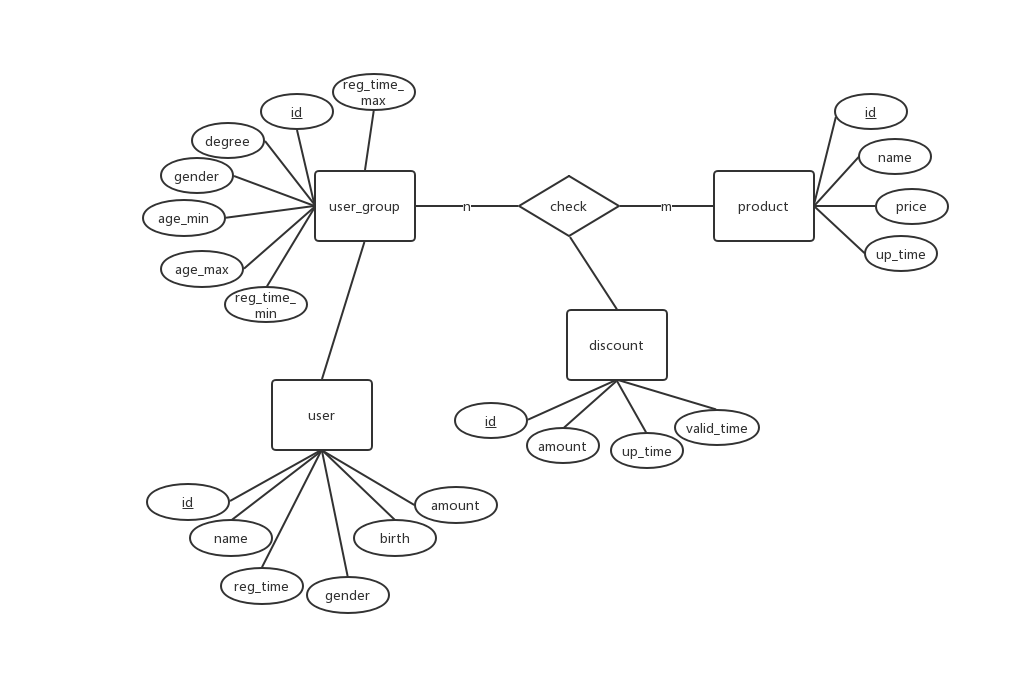 reg_time_
max
id
degree
gender
age_min
age_max
reg_time_
min
user_group
n
check
m
product
id
name
price
up_time
discount
id
amount
up_time
valid_time
user
id
name
reg_time
gender
birth
amount